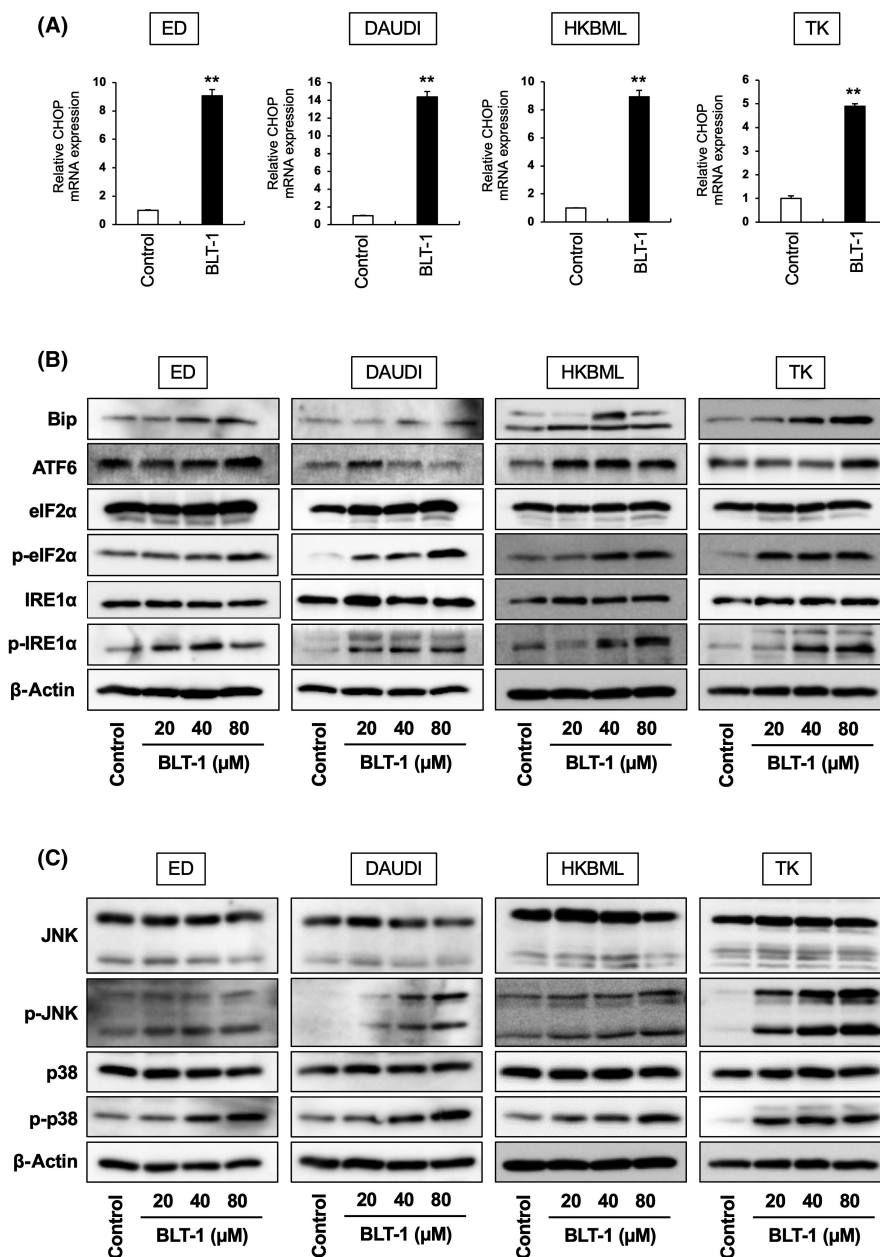 (A)
ED DAUDI HKBML TK
Relative CHOP
mRNA expression
10
8
6
4
2
0
**
Control
BLT-1
Relative CHOP
mRNA expression
16
14
12
10
8
6
4
2
0
**
Control
BLT-1
Relative CHOP
mRNA expression
10
8
6
4
2
0
**
Control
BLT-1
Relative CHOP
mRNA expression
6
5
4
3
2
1
0
**
Control
BLT-1
(B)
ED DAUDI HKBML TK
Bip
ATF6
eIF2α
p-eIF2α
IRE1α
p-IRE1α
β-Actin
Control 20 40 80
BLT-1 (μM)
Control 20 40 80
BLT-1 (μM)
Control 20 40 80
BLT-1 (μM)
Control 20 40 80
BLT-1 (μM)
(C)
ED DAUDI HKBML TK
JNK
p-JNK
p38
p-p38
β-Actin
Control 20 40 80
BLT-1 (μM)
Control 20 40 80
BLT-1 (μM)
Control 20 40 80
BLT-1 (μM)
Control 20 40 80
BLT-1 (μM)